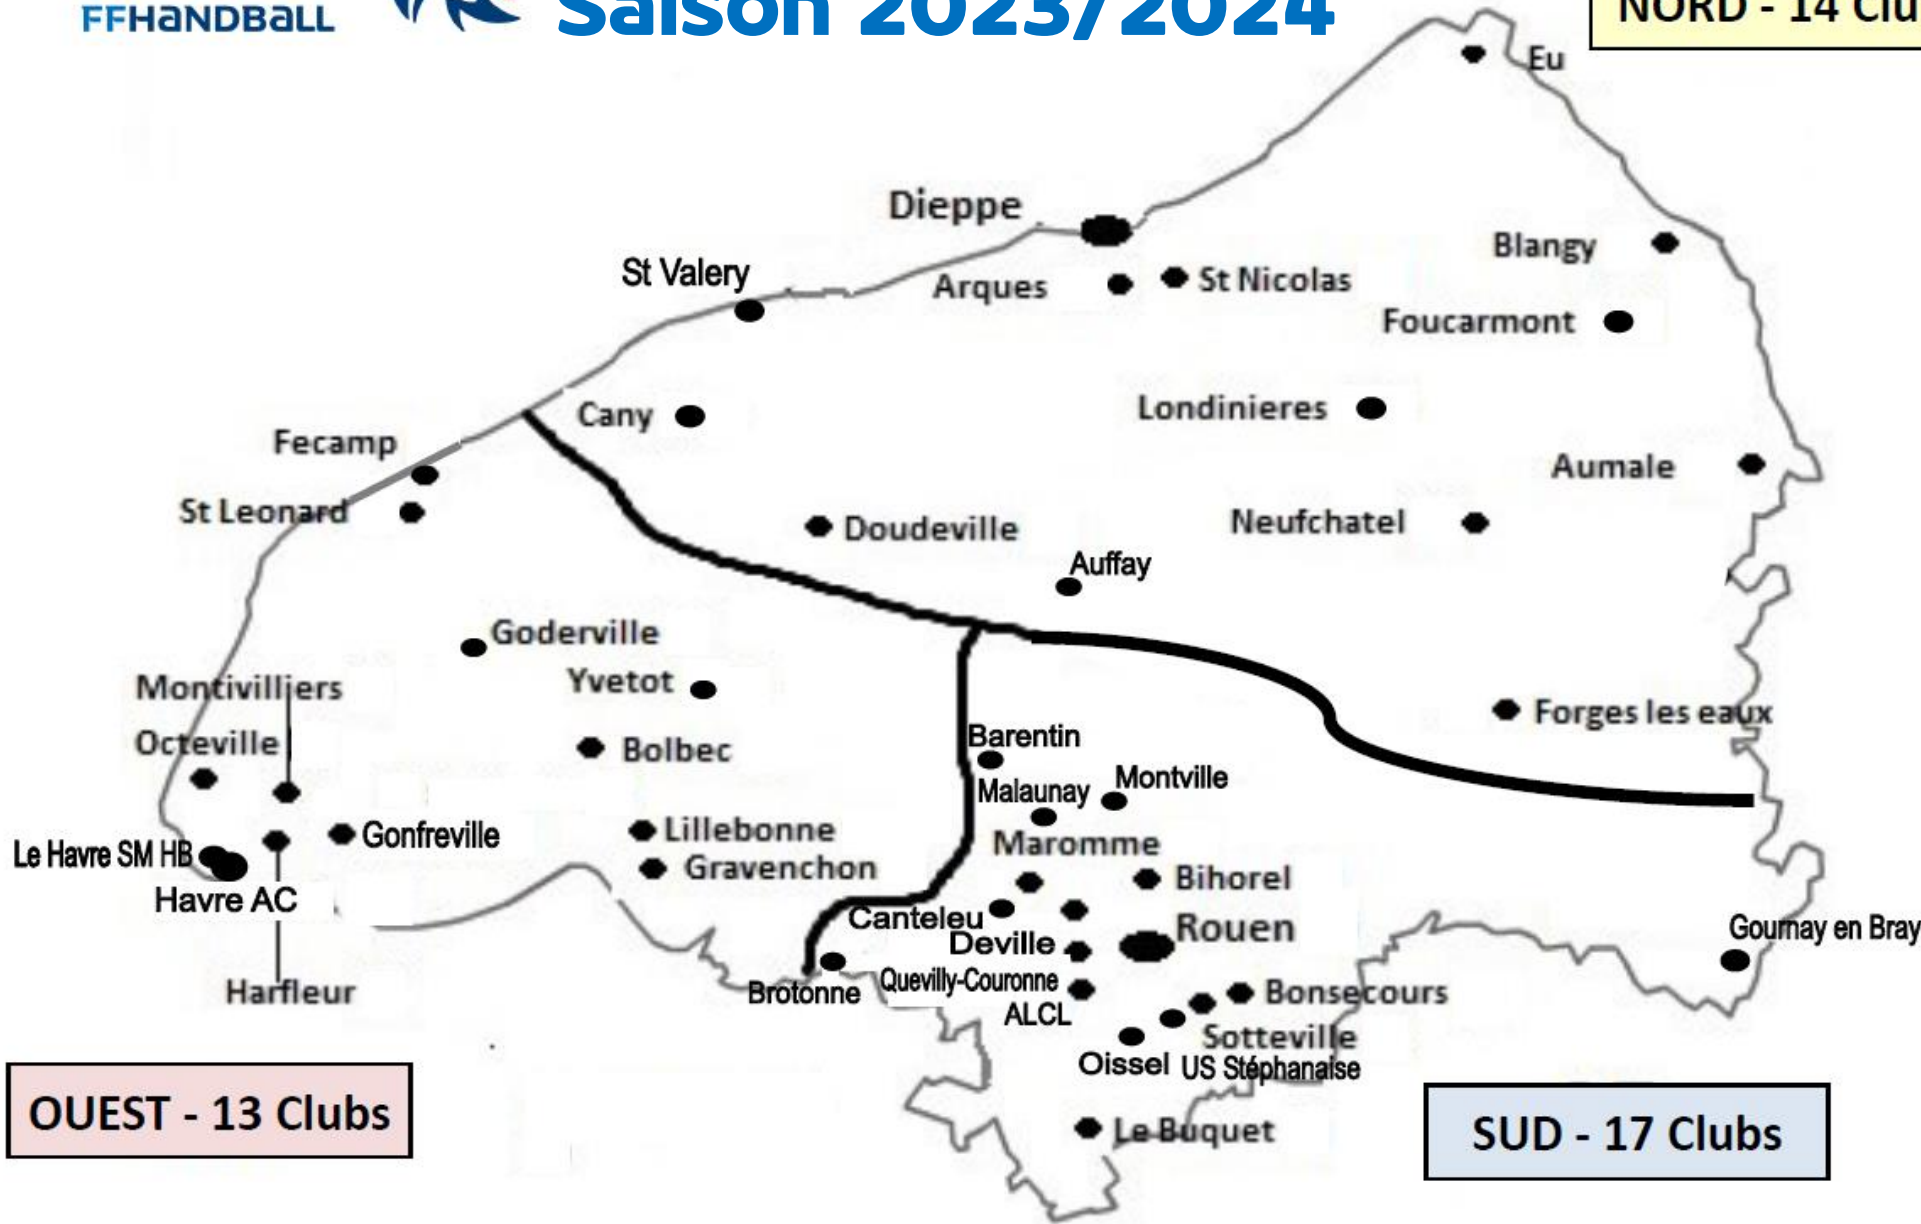 FFHANDBALL
Saison 2023/2024
NORD - 14 Clu
Eu
Dieppe
Blangy
St Valery
Arques
St Nicolas
Foucarmont
Cany
Londinieres
Fecamp
Aumale
St Leonard
Doudeville
Neufchatel
Auffay
Goderville
Yvetot
Montivilliers
Forges les eaux
Octeville
Bolbec
Barentin
Montville
Malaunay
Gonfreville
Lillebonne
Maromme
Le Havre SM HB
Gravenchon
Bihorel
Havre AC
Canteleu
Rouen
Gournay en Bray
Deville
Quevilly-Couronne
Brotonne
Harfleur
Bonsecours
ALCL
Sotteville
Oissel
US Stéphanaise
Le Buquet
OUEST - 13 Clubs
SUD - 17 Clubs